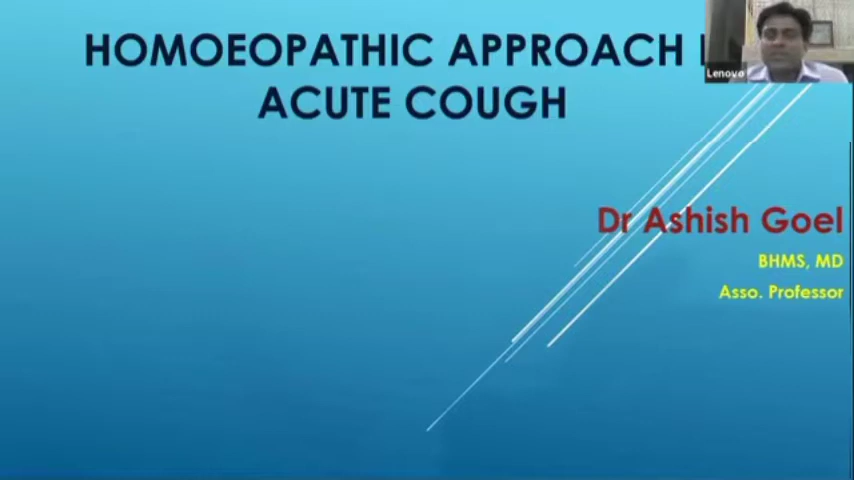 HOMOEOPATHIC APPROACH
ACUTE COUGH
Lenovo
Dr Ashish Goel
BHMS, MD
Asso. Professor